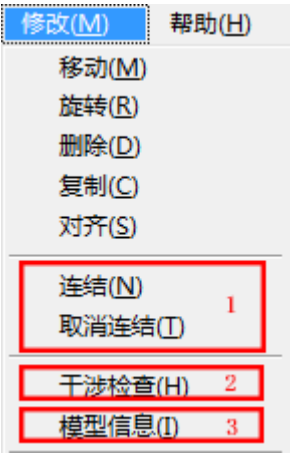 修改(M) 帮助(H)
移动(M)
旋转(R)
删除(D)
复制(C)
对齐(S)
连结(N)
1
取消连结(T)
干涉检查(H) 2
模型信息(I) 3